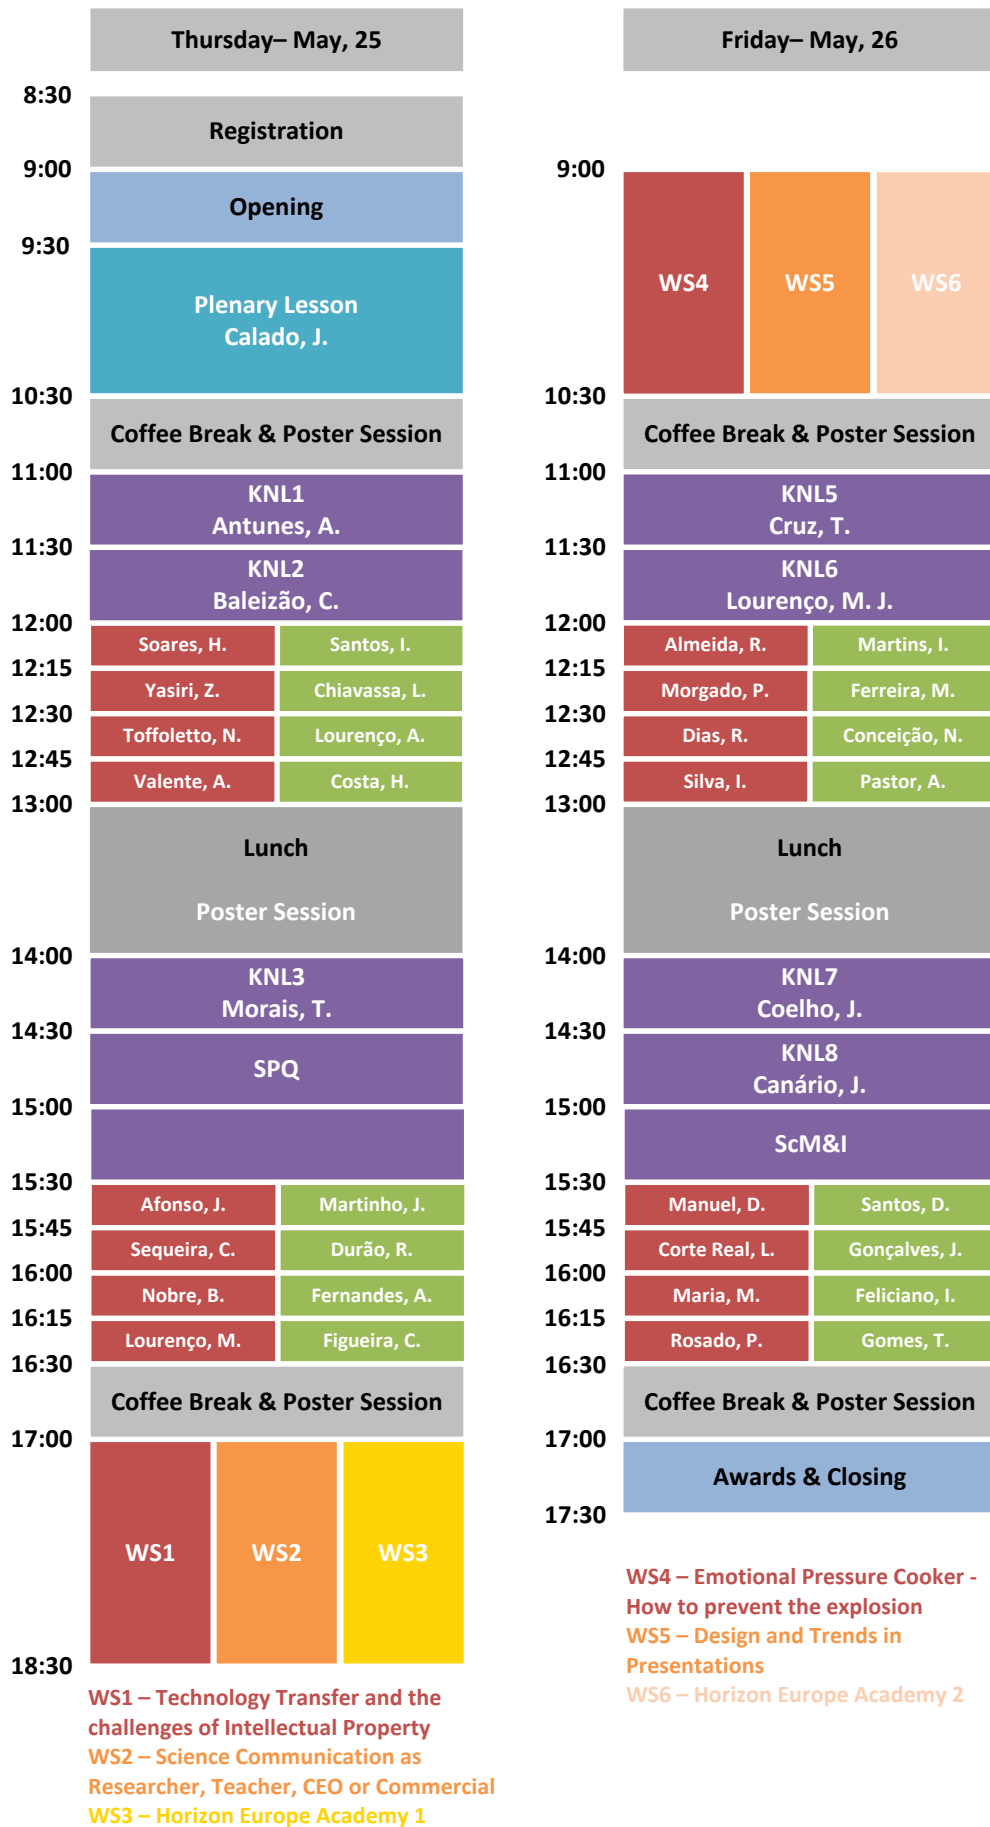 Thursday– May, 25
8:30
Registration
9:00
Opening
9:30
Plenary Lesson
Calado, J.
10:30
Coffee Break & Poster Session
11:00
KNL1
Antunes, A.
11:30
KNL2
Baleizão, C.
12:00
Soares, H. Santos, I.
12:15
Yasiri, Z. Chiavassa, L.
12:30
Toffoletto, N. Lourenço, A.
12:45
Valente, A. Costa, H.
13:00
Lunch
Poster Session
14:00
KNL3
Morais, T.
14:30
SPQ
15:00
15:30
Afonso, J. Martinho, J.
15:45
Sequeira, C. Durão, R.
16:00
Nobre, B. Fernandes, A.
16:15
Lourenço, M. Figueira, C.
16:30
Coffee Break & Poster Session
17:00
WS1 WS2 WS3
18:30
WS1 – Technology Transfer and the
challenges of Intellectual Property
WS2 – Science Communication as
Researcher, Teacher, CEO or Commercial
WS3 – Horizon Europe Academy 1
Friday– May, 26
9:00
WS4 WS5 WS6
10:30
Coffee Break & Poster Session
11:00
KNL5
Cruz, T.
11:30
KNL6
Lourenço, M. J.
12:00
Almeida, R. Martins, I.
12:15
Morgado, P. Ferreira, M.
12:30
Dias, R. Conceição, N.
12:45
Silva, I. Pastor, A.
13:00
Lunch
Poster Session
14:00
KNL7
Coelho, J.
14:30
KNL8
Canário, J.
15:00
ScM&I
15:30
Manuel, D. Santos, D.
15:45
Corte Real, L. Gonçalves, J.
16:00
Maria, M. Feliciano, I.
16:15
Rosado, P. Gomes, T.
16:30
Coffee Break & Poster Session
17:00
Awards & Closing
17:30
WS4 – Emotional Pressure Cooker -
How to prevent the explosion
WS5 – Design and Trends in
Presentations
WS6 – Horizon Europe Academy 2